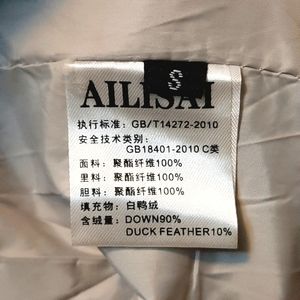 S
AILISAI
执行标准: GB/T14272-2010
安全技术类别:
GB18401-2010 C类
面料: 聚酯纤维100%
里料: 聚酯纤维100%
胆料: 聚酯纤维100%
填充物: 白鸭绒
含绒量: DOWN90%
DUCK FEATHER10%